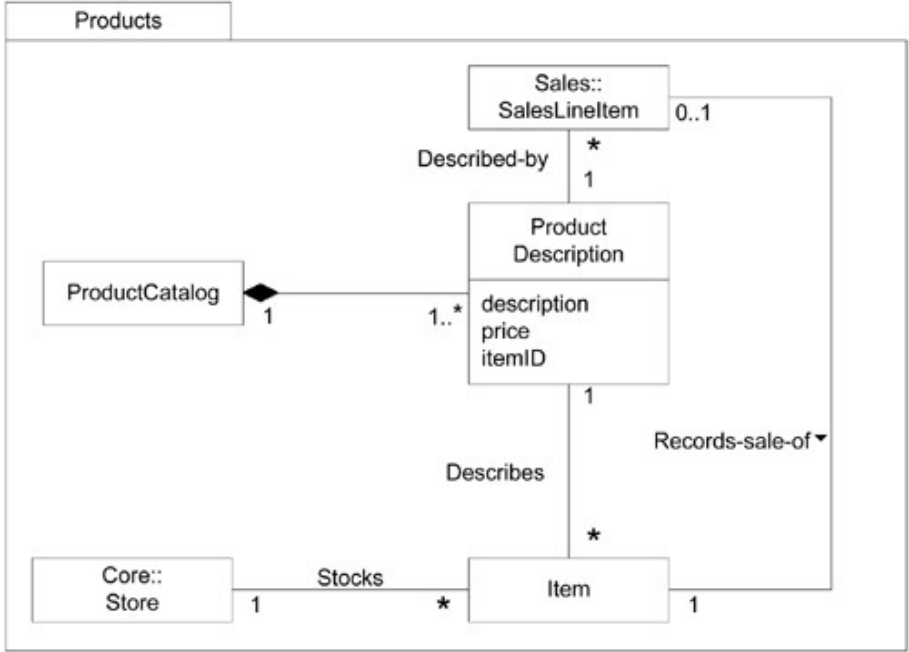 Products
Sales::
SalesLineItem
0..1
*
Described-by
1
Product
Description
ProductCatalog
1
1..*
description
price
itemID
1
Records-sale-of
Describes
*
Core::
Store
Stocks
1
*
Item
1